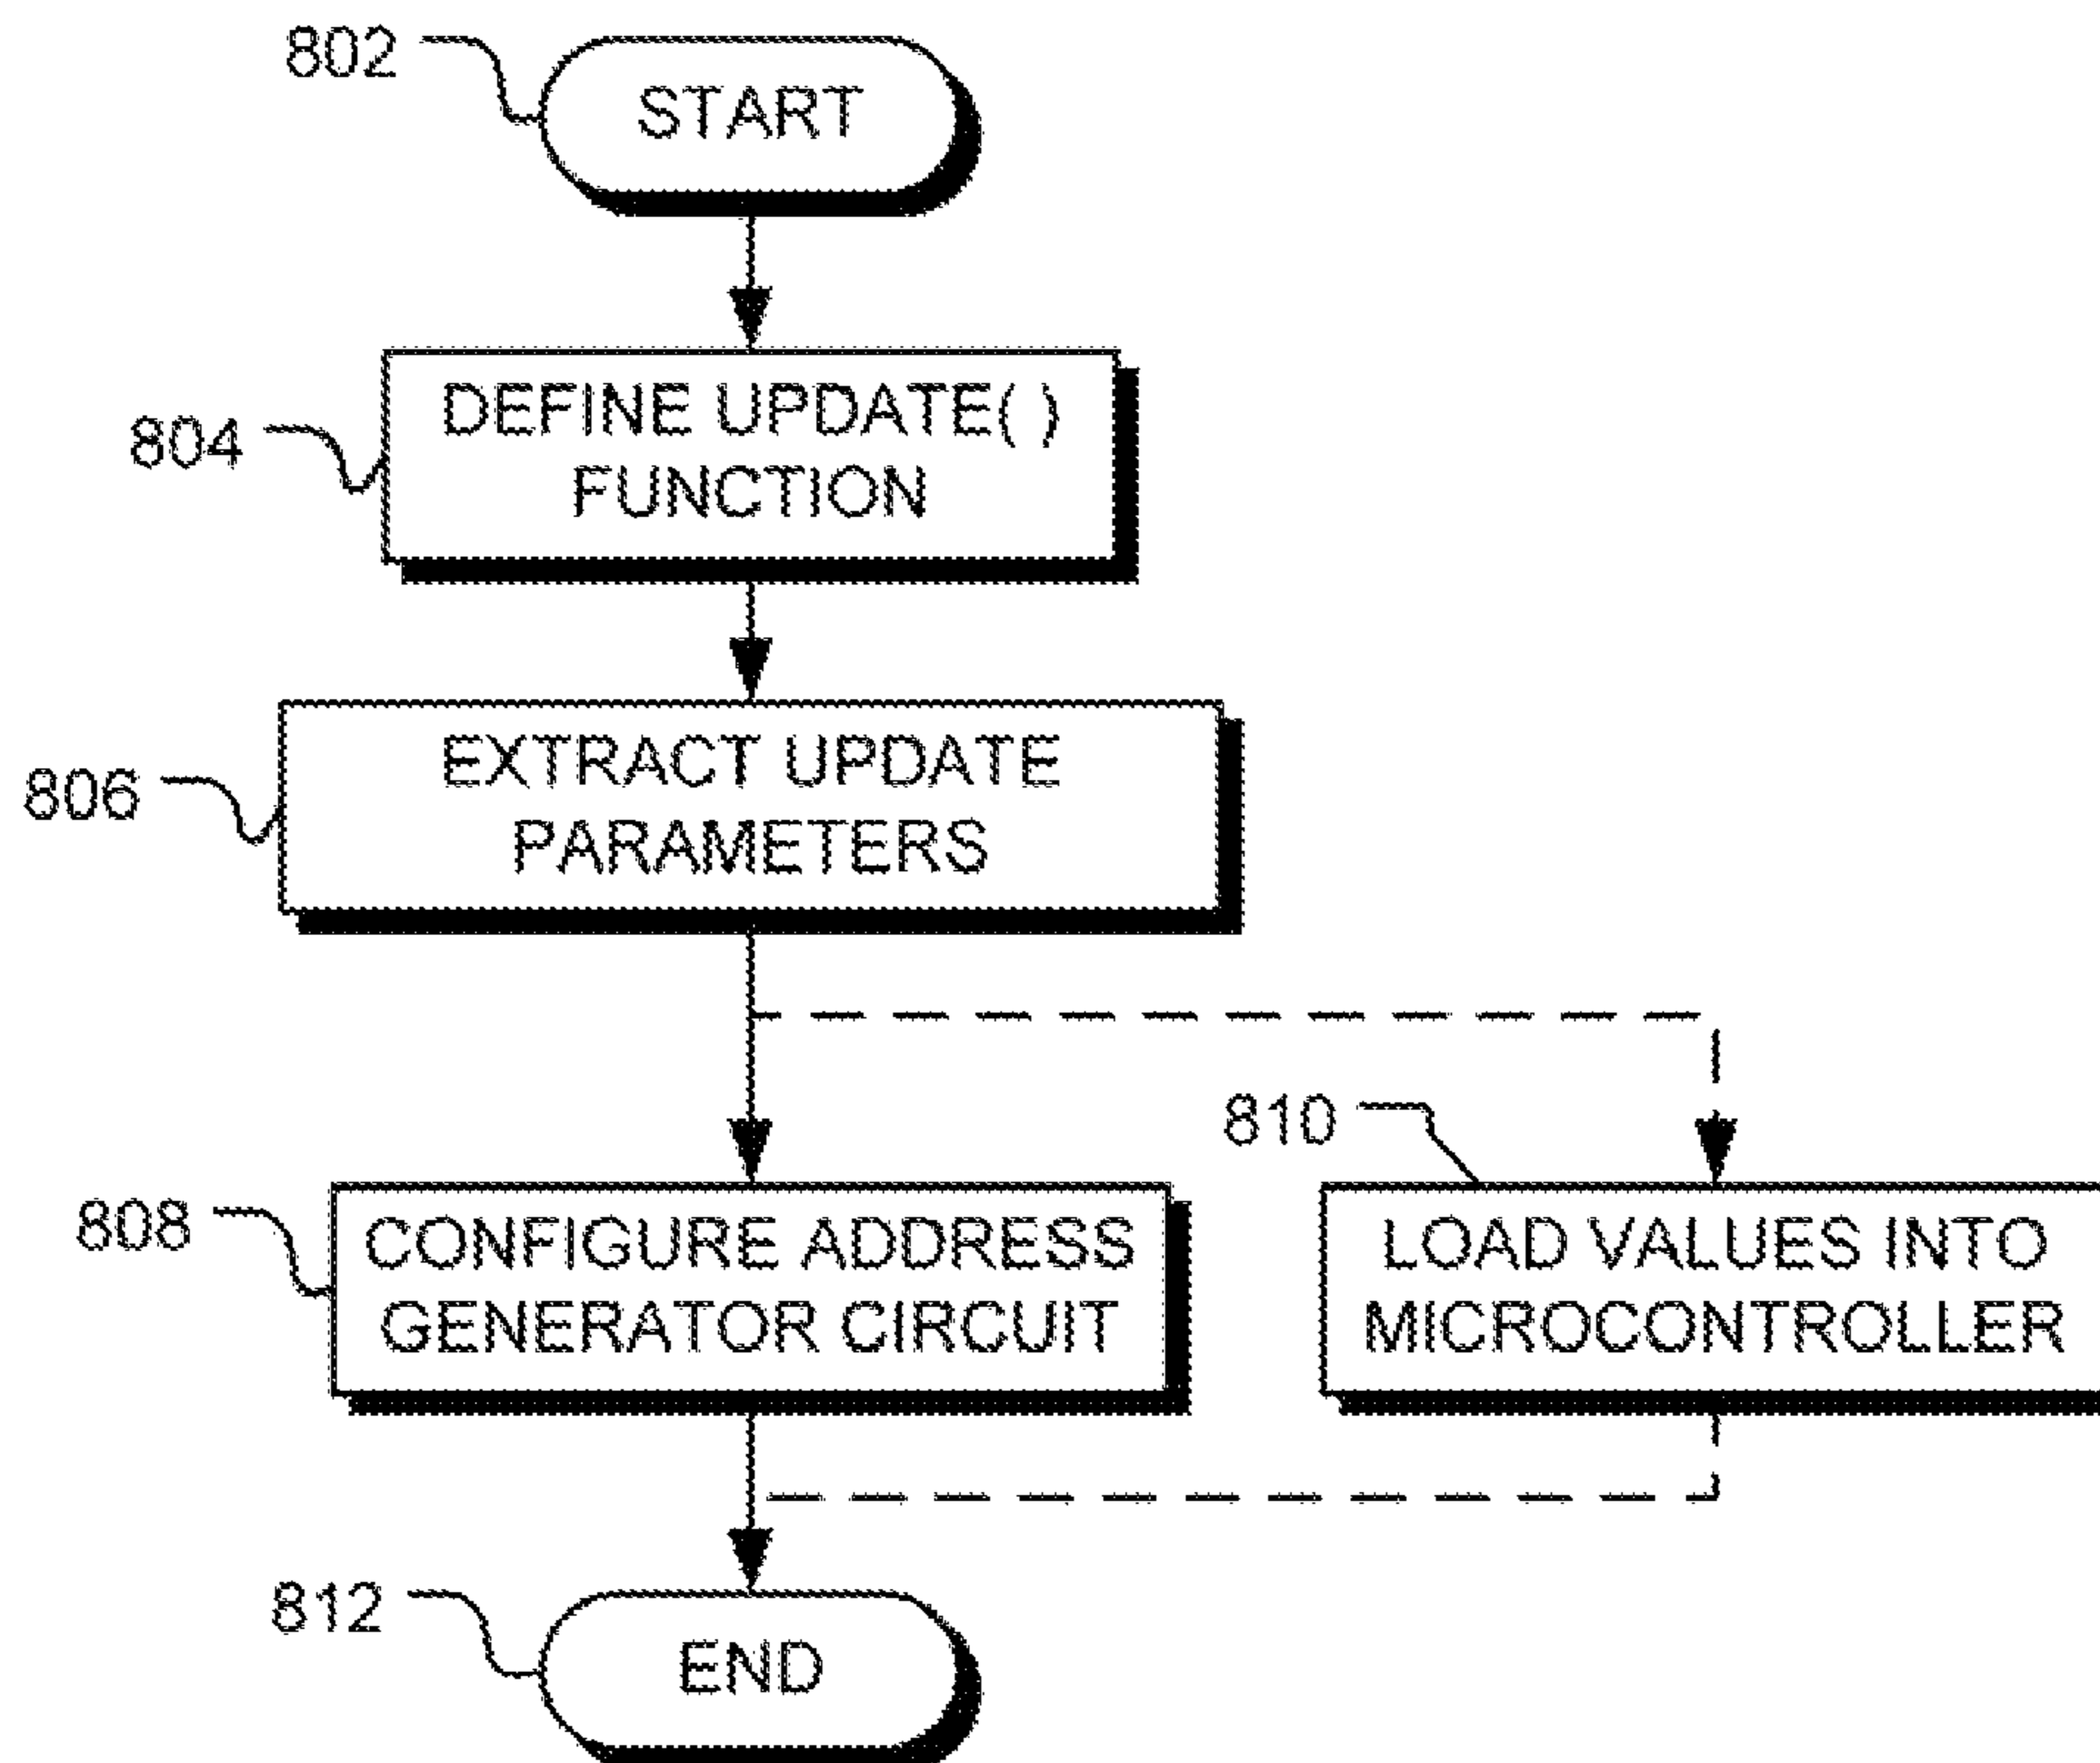 802
START
804
DEFINE UPDATE( )
FUNCTION
806
EXTRACT UPDATE
PARAMETERS
808
CONFIGURE ADDRESS
GENERATOR CIRCUIT
810
LOAD VALUES INTO
MICROCONTROLLER
812
END